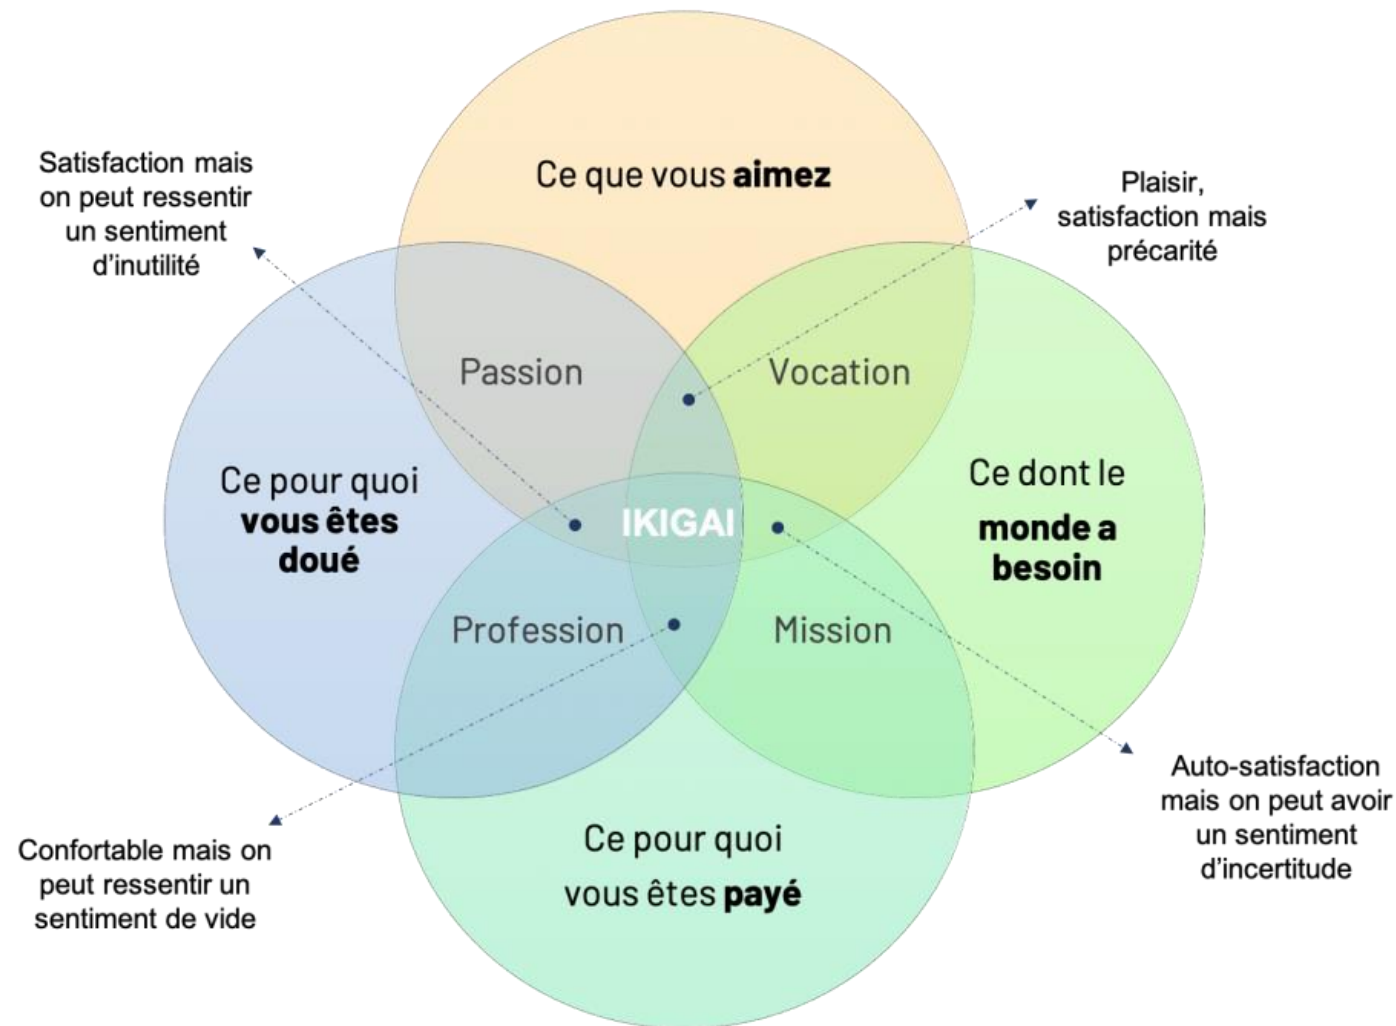 Ce que vous aimez
Satisfaction mais
on peut ressentir
un sentiment
d'inutilité
Plaisir,
satisfaction mais
précarité
Passion
Vocation
Ce pour quoi
vous êtes
doué
IKIGAI
Ce dont le
monde a
besoin
Profession
Mission
Ce pour quoi
vous êtes payé
Confortable mais on
peut ressentir un
sentiment de vide
Auto-satisfaction
mais on peut avoir
un sentiment
d'incertitude